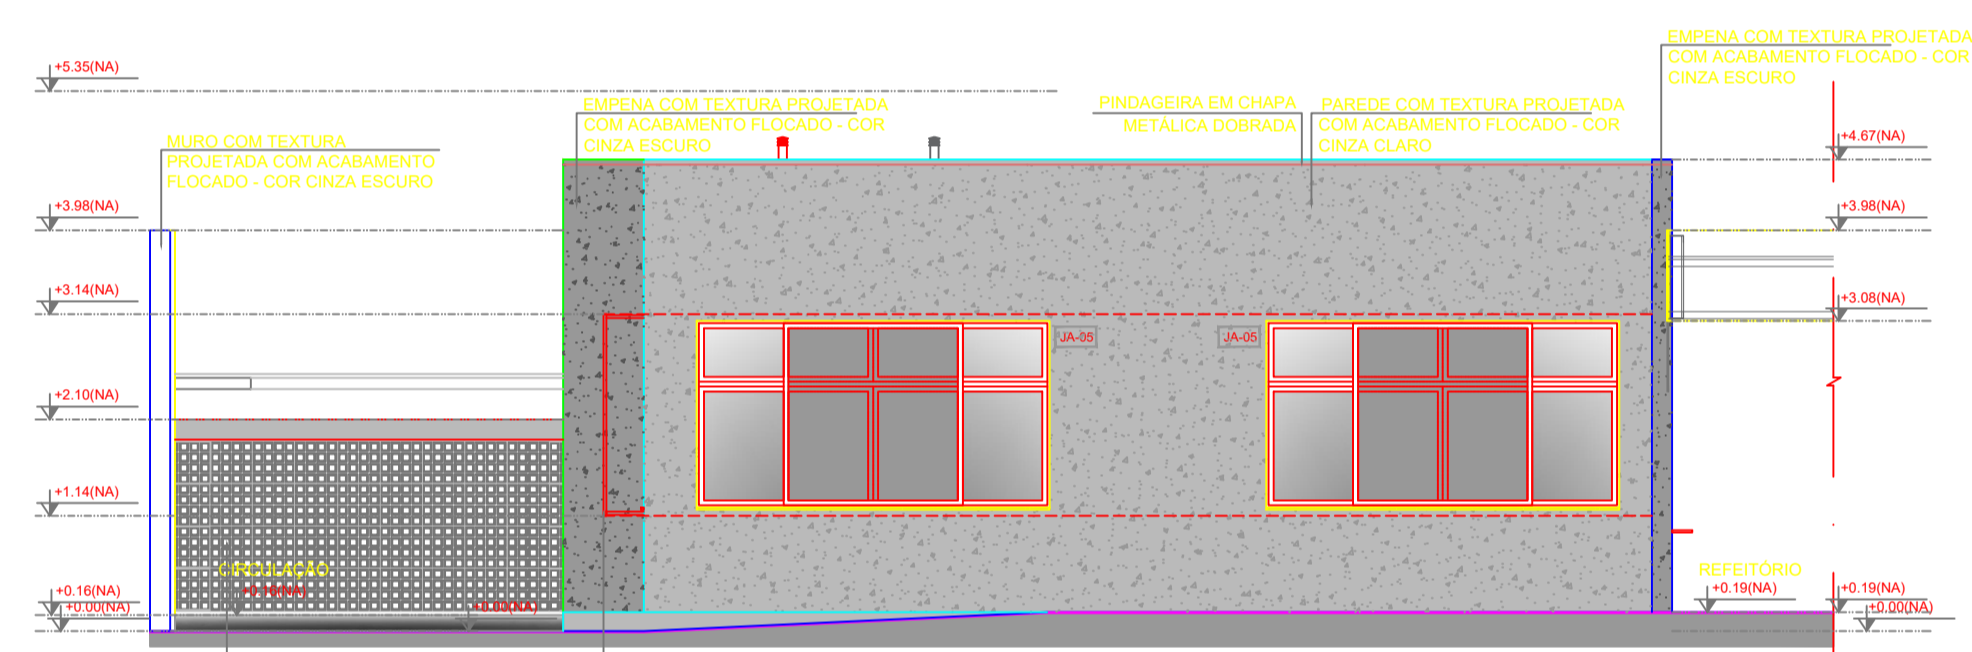 EMPENA COM TEXTURA PROJETADA
COM ACABAMENTO FLOCADO - COR
CINZA ESCURO
+5.35(NA)
EMPENA COM TEXTURA PROJETADA
COM ACABAMENTO FLOCADO - COR
CINZA ESCURO
PINDAGEIRA EM CHAPA
METÁLICA DOBRADA
PAREDE COM TEXTURA PROJETADA
COM ACABAMENTO FLOCADO - COR
CINZA CLARO
MURO COM TEXTURA
PROJETADA COM ACABAMENTO
FLOCADO - COR CINZA ESCURO
+4.67(NA)
+3.98(NA)
+3.98(NA)
+3.14(NA)
+3.08(NA)
JA-05
JA-05
+2.10(NA)
+1.14(NA)
CIRCULAÇÃO
REFEITÓRIO
+0.16(NA)
+0.16(NA)
+0.19(NA)
+0.19(NA)
+0.00(NA)
+0.00(NA)
+0.00(NA)